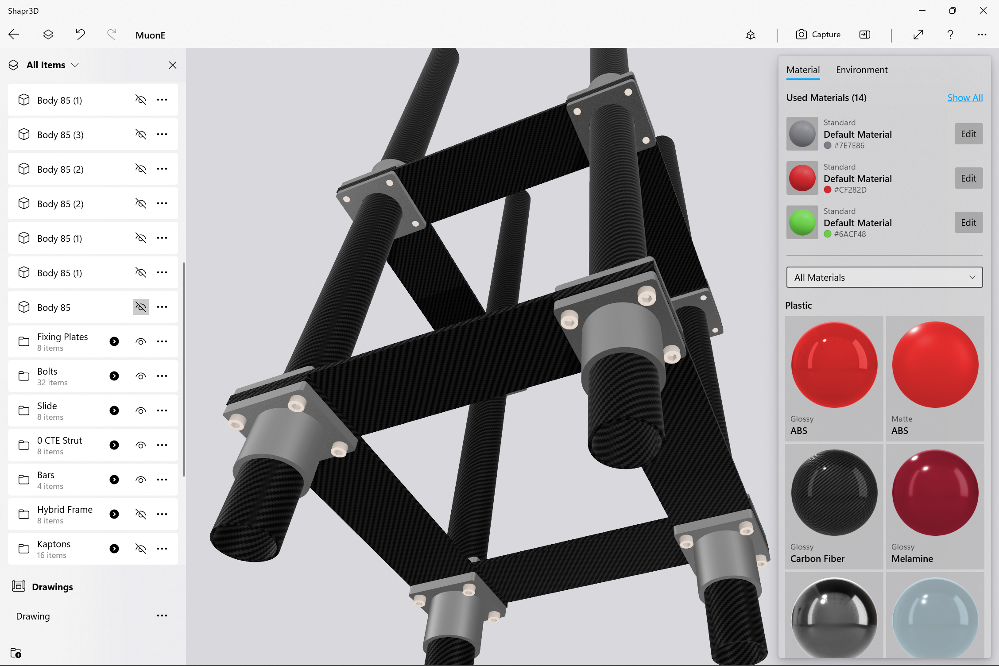 Shapr3D
MuonE
Capture
All Items
Body 85 (1)
Body 85 (3)
Body 85 (2)
Body 85 (2)
Body 85 (1)
Body 85 (1)
Body 85
Fixing Plates
8 items
Bolts
32 items
Slide
8 items
0 CTE Strut
8 items
Bars
4 items
Hybrid Frame
8 items
Kaptons
16 items
Drawings
Drawing
Material Environment
Used Materials (14) Show All
Standard
Default Material
#7E7E86
Edit
Standard
Default Material
#CF282D
Edit
Standard
Default Material
#6ACF48
Edit
All Materials
Plastic
Glossy
ABS
Matte
ABS
Glossy
Carbon Fiber
Glossy
Melamine